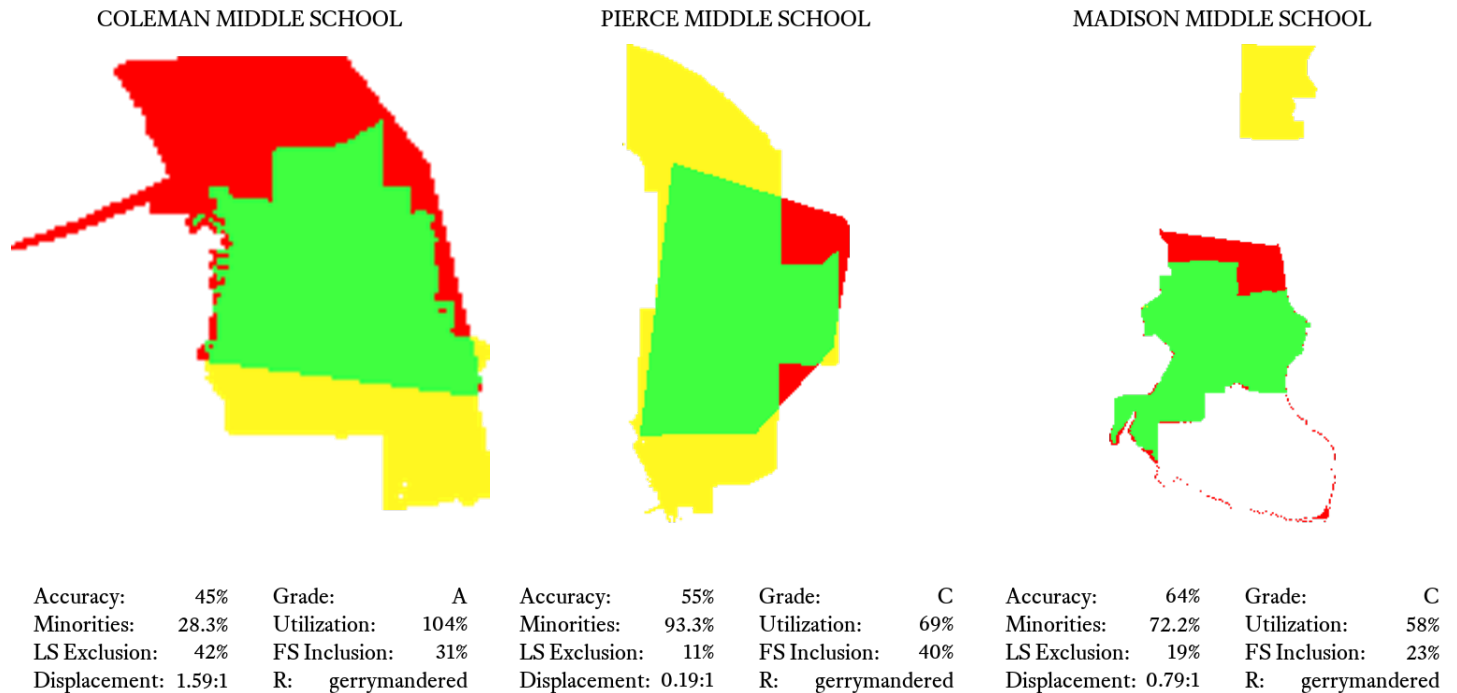 COLEMAN MIDDLE SCHOOL
PIERCE MIDDLE SCHOOL
MADISON MIDDLE SCHOOL
Accuracy: 45% Grade: A
Minorities: 28.3% Utilization: 104%
LS Exclusion: 42% FS Inclusion: 31%
Displacement: 1.59:1 R: gerrymandered
Accuracy: 55% Grade: C
Minorities: 93.3% Utilization: 69%
LS Exclusion: 11% FS Inclusion: 40%
Displacement: 0.19:1 R: gerrymandered
Accuracy: 64% Grade: C
Minorities: 72.2% Utilization: 58%
LS Exclusion: 19% FS Inclusion: 23%
Displacement: 0.79:1 R: gerrymandered